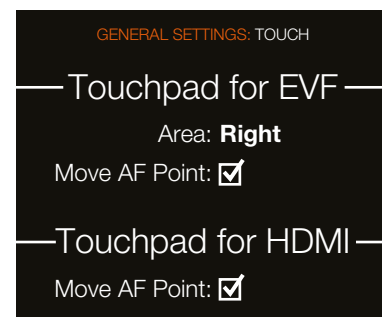 GENERAL SETTINGS: TOUCH
Touchpad for EVF
Area: Right
Move AF Point:
Touchpad for HDMI
Move AF Point: